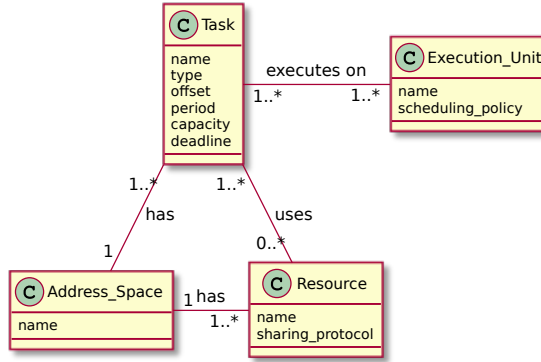 C Task
name
type
offset
period
capacity
deadline
executes on
1..*
1..*
C Execution_Unit
name
scheduling_policy
1..*
has
1
1..*
uses
0..*
C Address_Space
name
1 has
1..*
C Resource
name
sharing_protocol